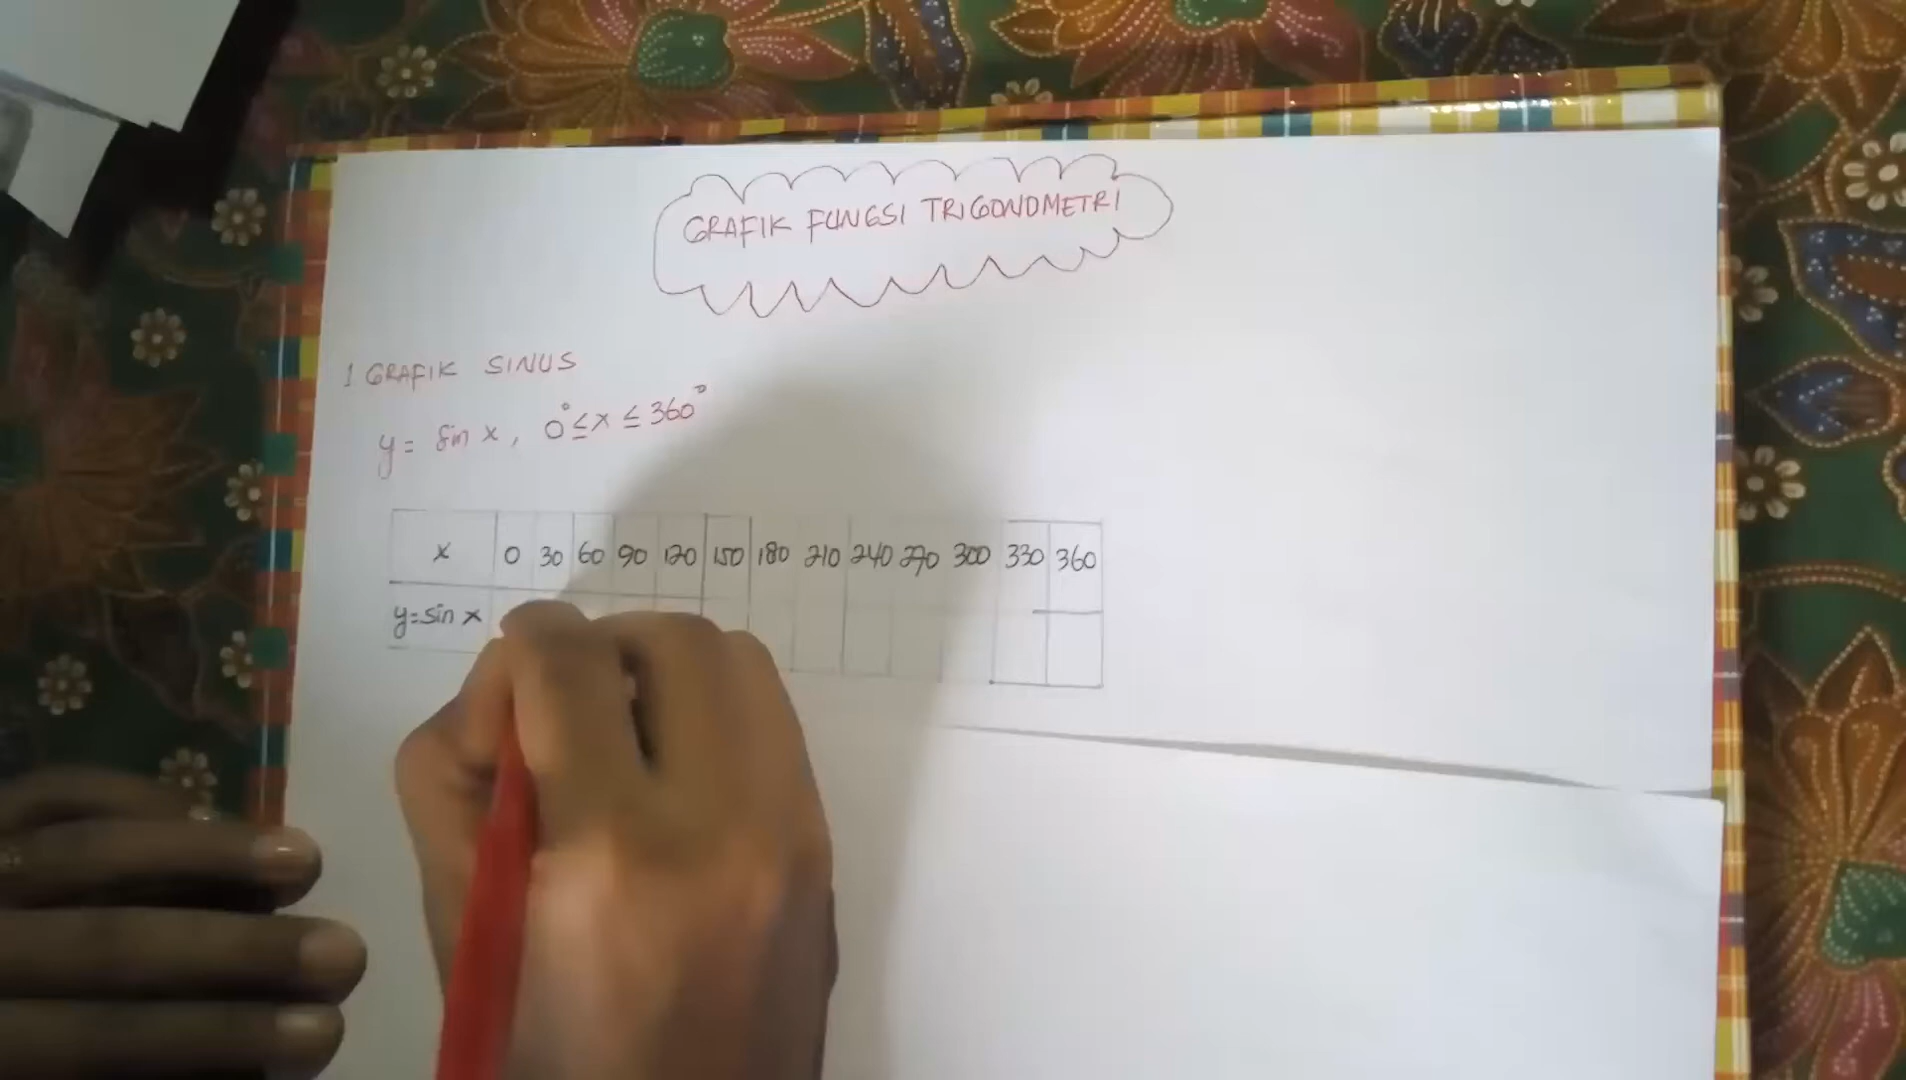 GRAFIK FUNGSI TRIGONOMETRI
1 GRAFIK SINUS
y = sin x, 0° ≤ x ≤ 360°
x 0 30 60 90 120 150 180 210 240 270 300 330 360
y = sin x